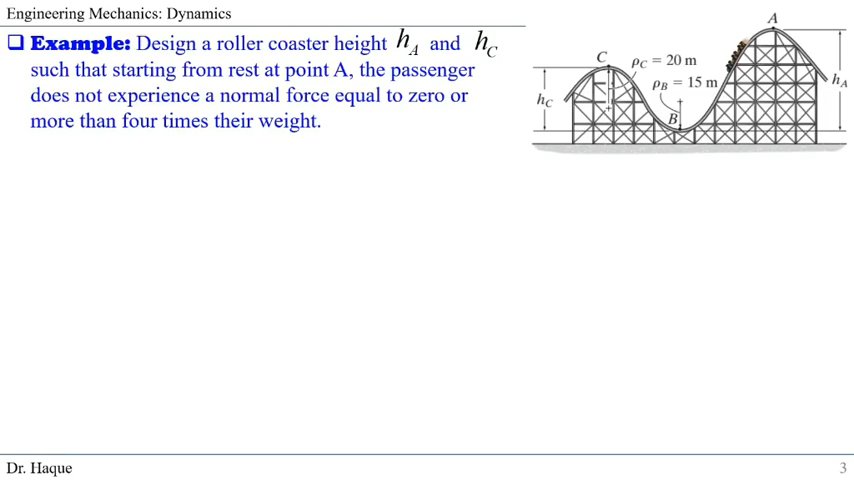 Engineering Mechanics: Dynamics
❑ Example: Design a roller coaster height h_A and h_C
such that starting from rest at point A, the passenger
does not experience a normal force equal to zero or
more than four times their weight.
A
C
ρ_C = 20 m
ρ_B = 15 m
h_A
h_C
B
Dr. Haque
3